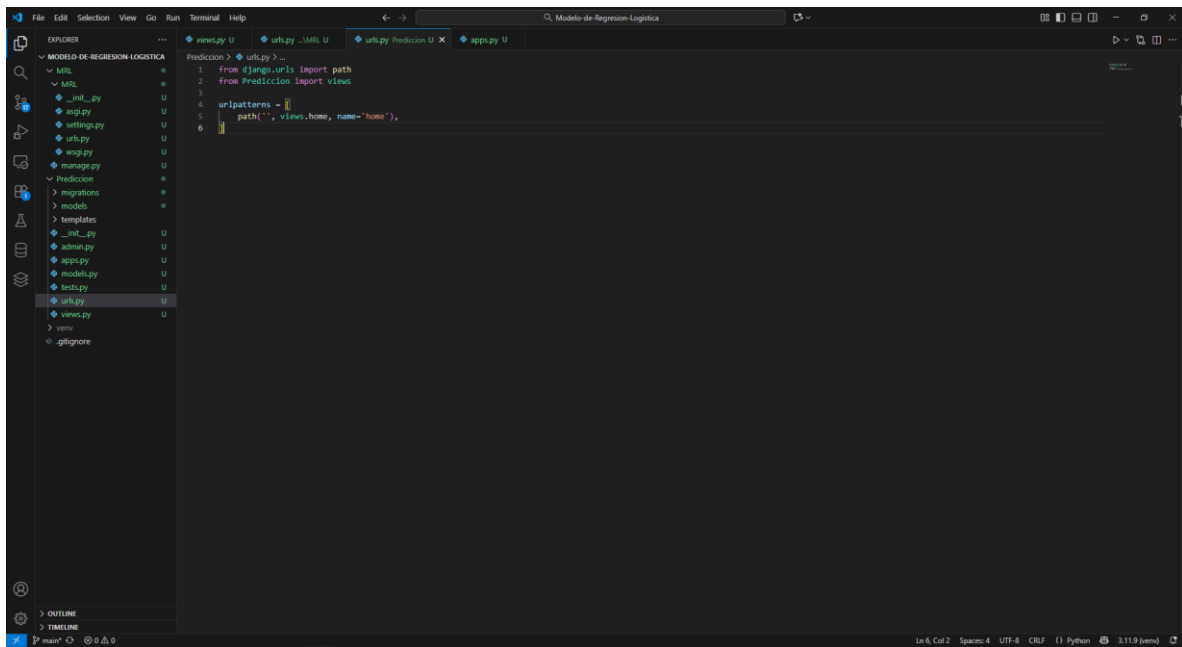 File Edit Selection View Go Run Terminal Help
Modelo-de-Regresion-Logistica
EXPLORER
views.py U
urls.py ...\MRL U
urls.py Prediccion U
apps.py U
MODELO-DE-REGRESION-LOGISTICA
MRL
MRL
__init__.py U
asgi.py U
settings.py U
urls.py U
wsgi.py U
manage.py U
Prediccion
migrations
models
templates
__init__.py U
admin.py U
apps.py U
models.py U
tests.py U
urls.py U
views.py U
venv
.gitignore
OUTLINE
TIMELINE
17
1
Prediccion > urls.py > ...
1 from django.urls import path
2 from Prediccion import views
3
4 urlpatterns = [
5 path('', views.home, name='home'),
6 ]
main* 0 0
Ln 6, Col 2 Spaces: 4 UTF-8 CRLF {} Python 3.11.9 (venv)